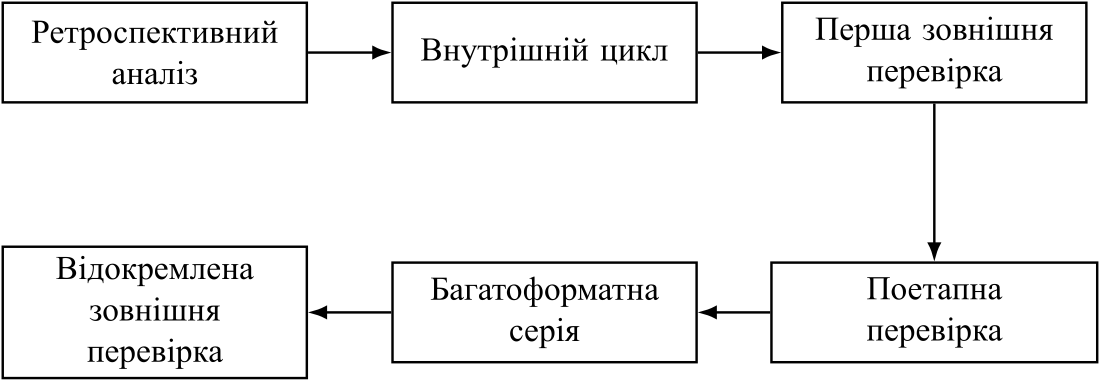 Ретроспективний
аналіз
Внутрішній цикл
Перша зовнішня
перевірка
Поетапна
перевірка
Багатоформатна
серія
Відокремлена
зовнішня
перевірка